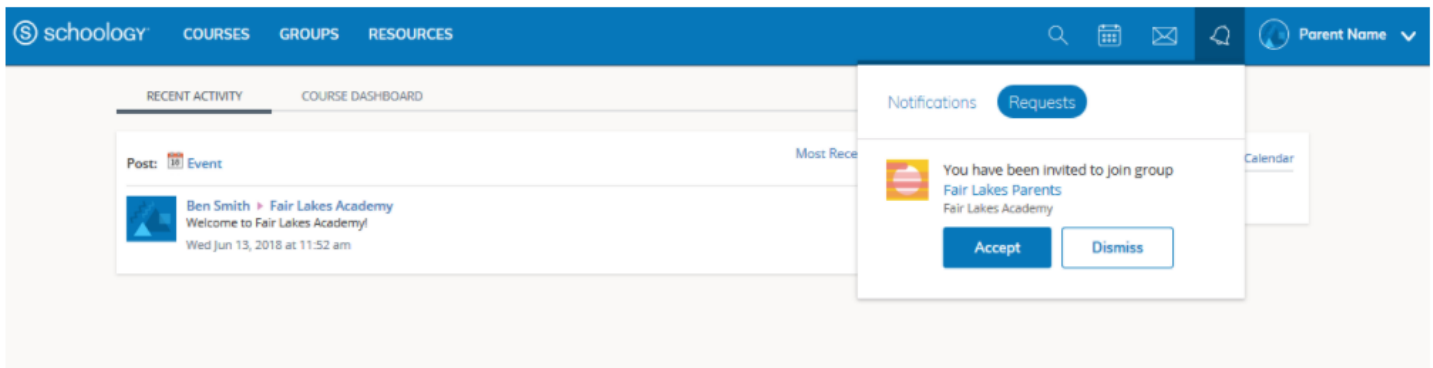 schoology COURSES GROUPS RESOURCES Parent Name
RECENT ACTIVITY COURSE DASHBOARD
Notifications Requests
Post: Event
Most Rece
Calendar
Ben Smith ▸ Fair Lakes Academy
Welcome to Fair Lakes Academy!
Wed Jun 13, 2018 at 11:52 am
You have been invited to join group
Fair Lakes Parents
Fair Lakes Academy
Accept Dismiss